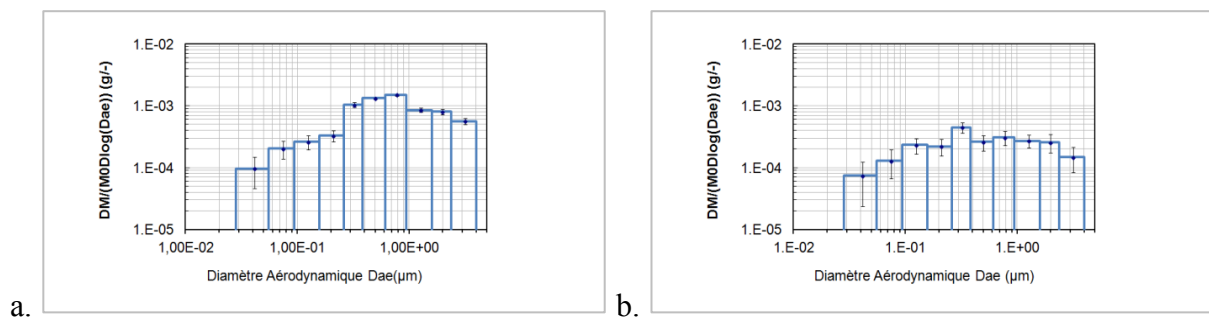 1.E-02
1.E-03
1.E-04
1.E-05
DM/(M0Dlog(Dae)) (g/-)
1,00E-02 1,00E-01 1,00E+00
Diamètre Aérodynamique Dae(µm)
a.
1.E-02
1.E-03
1.E-04
1.E-05
DM/(M0Dlog(Dae)) (g/-)
1.E-02 1.E-01 1.E+00
Diamètre Aérodynamique Dae (µm)
b.